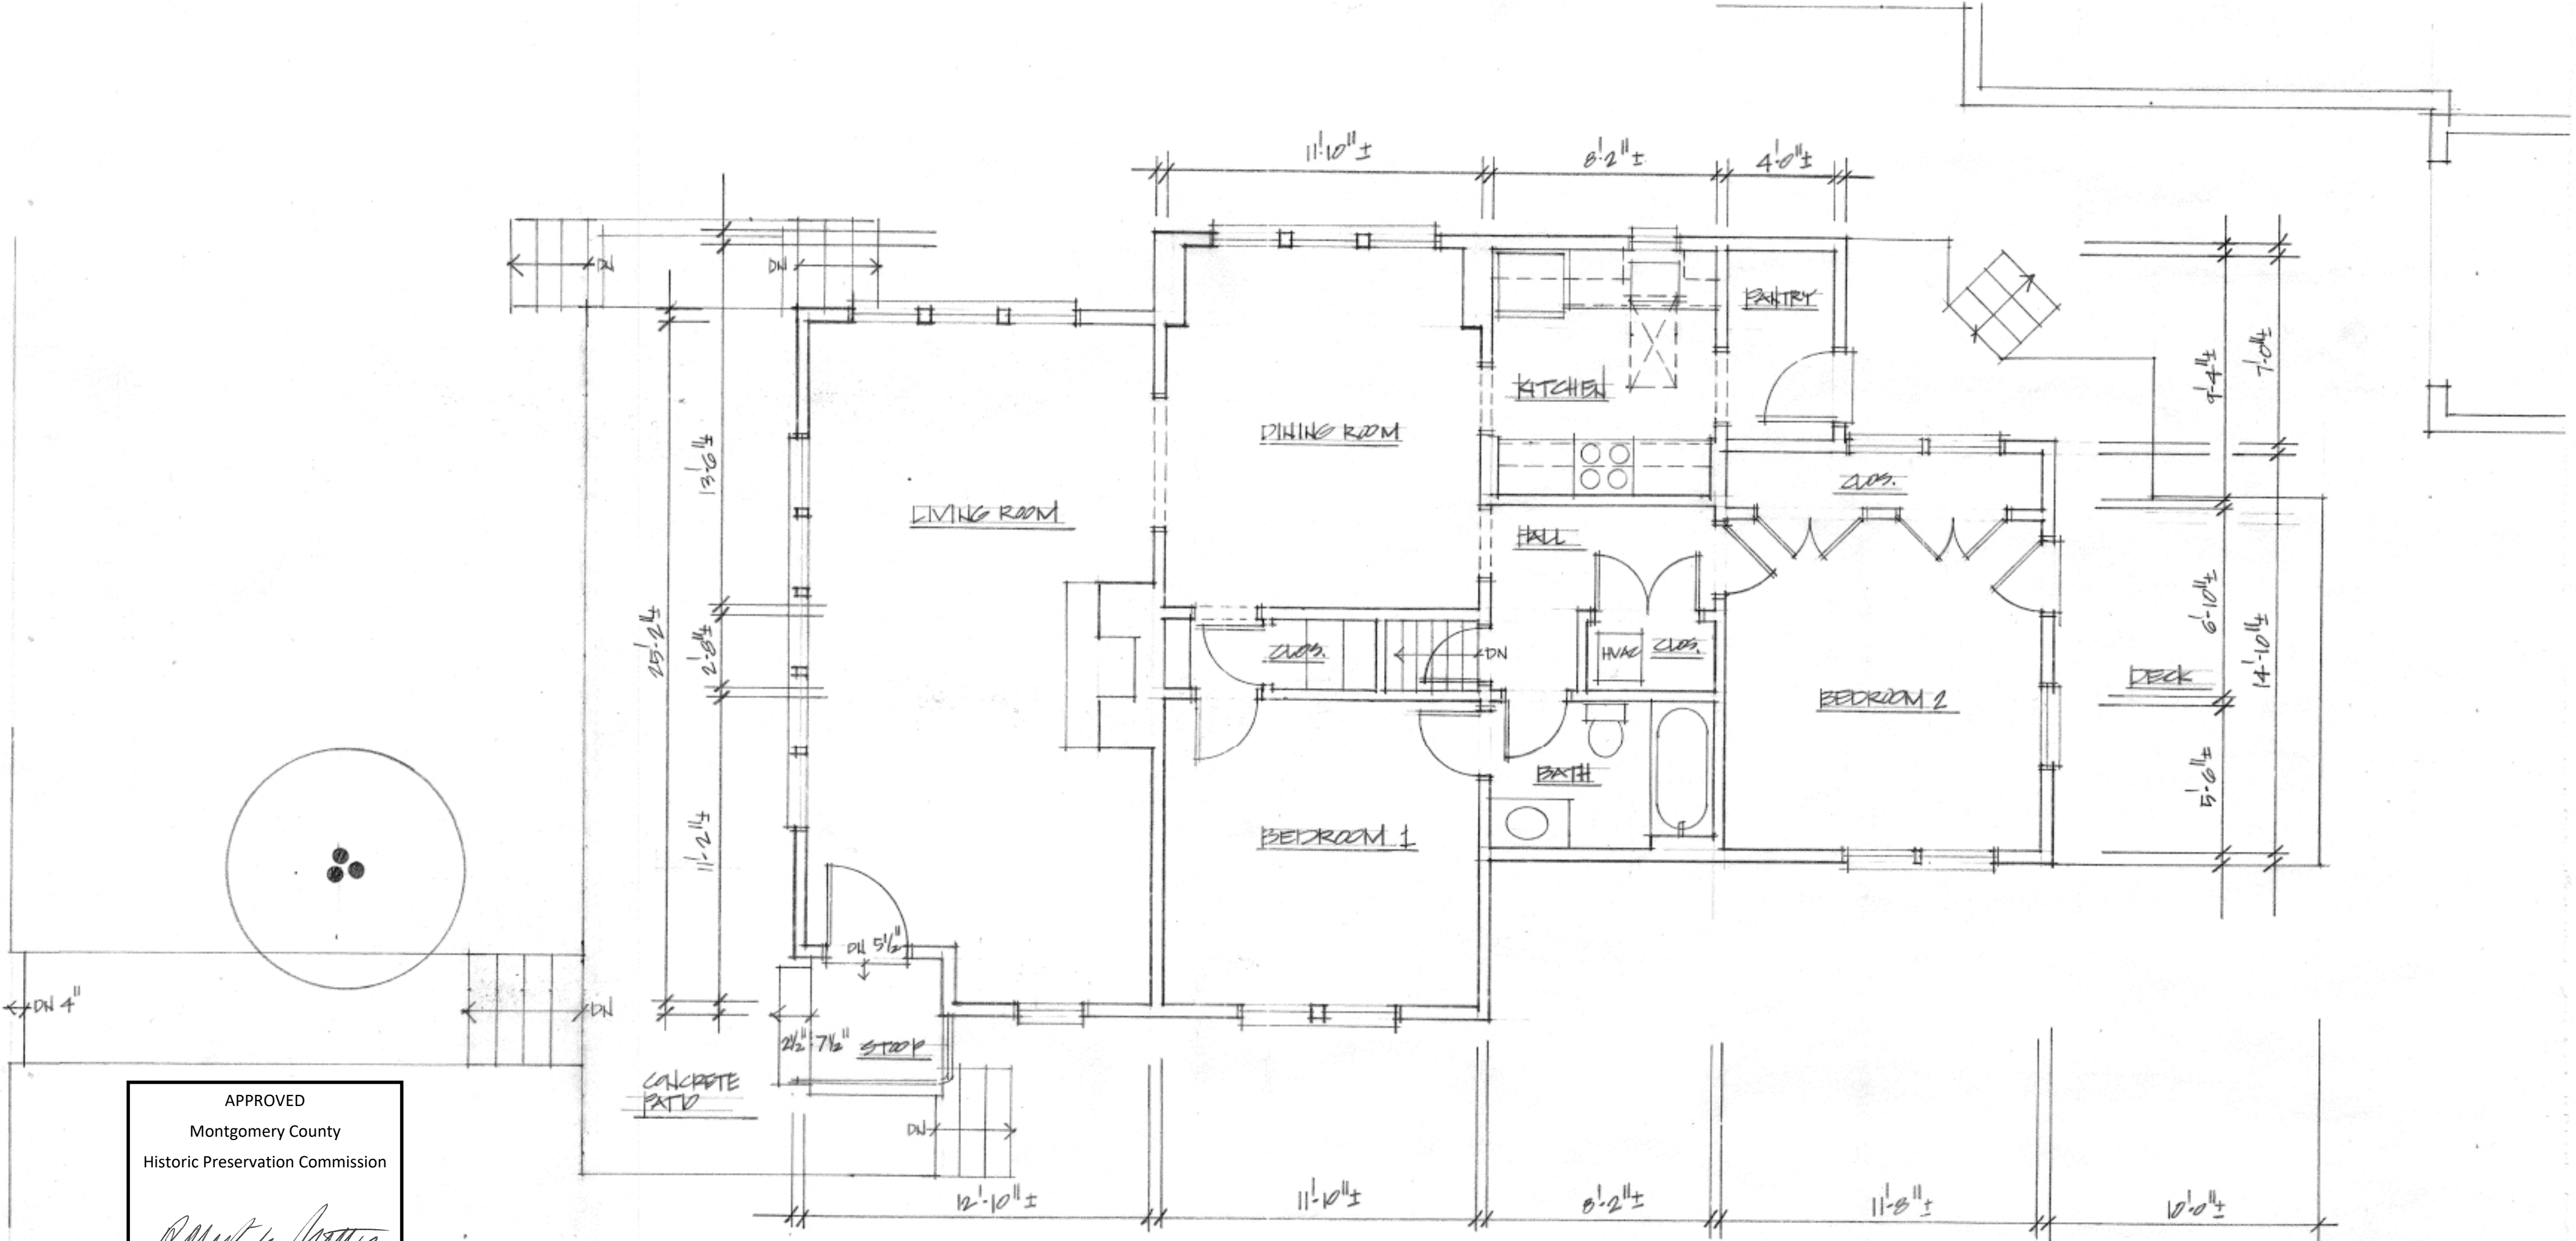 11'-10"±
8'-2"±
4'-0"±
DN
DN
PANTRY
9'-4"±
7'-0"±
KITCHEN
DINING ROOM
13'-6"±
LIVING ROOM
CLOS.
HALL
25'-2"±
2'-8"±
CLOS.
DN
HVAC
CLOS.
6'-10"±
14'-10"±
DECK
BEDROOM 2
BATH
5'-6"±
11'-2"±
BEDROOM 1
DN 5½"
DN 4"
DN
2½"
7½"
STOOP
CONCRETE
PATIO
DN
APPROVED
Montgomery County
Historic Preservation Commission
12'-10"±
11'-10"±
8'-2"±
11'-8"±
10'-0"±